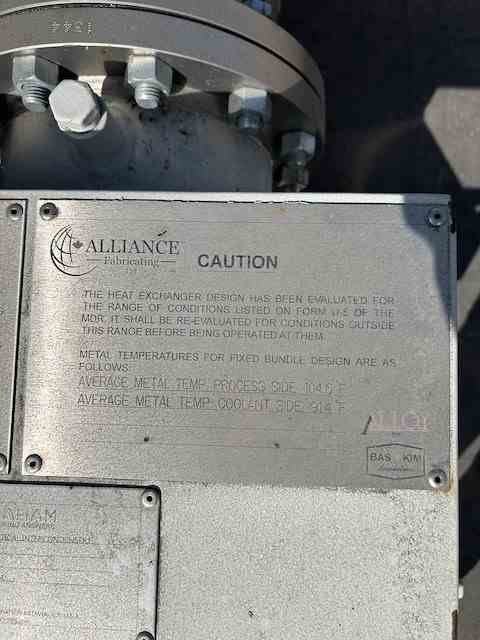 1344
ALLIANCE
Fabricating
CAUTION
THE HEAT EXCHANGER DESIGN HAS BEEN EVALUATED FOR
THE RANGE OF CONDITIONS LISTED ON FORM U-5 OF THE
MDR. IT SHALL BE RE-EVALUATED FOR CONDITIONS OUTSIDE
THIS RANGE BEFORE BEING OPERATED AT THEM.
METAL TEMPERATURES FOR FIXED BUNDLE DESIGN ARE AS
FOLLOWS:
AVERAGE METAL TEMP. PROCESS SIDE: 104.6 F
AVERAGE METAL TEMP. COOLANT SIDE: 91.4 F
BAS KIM